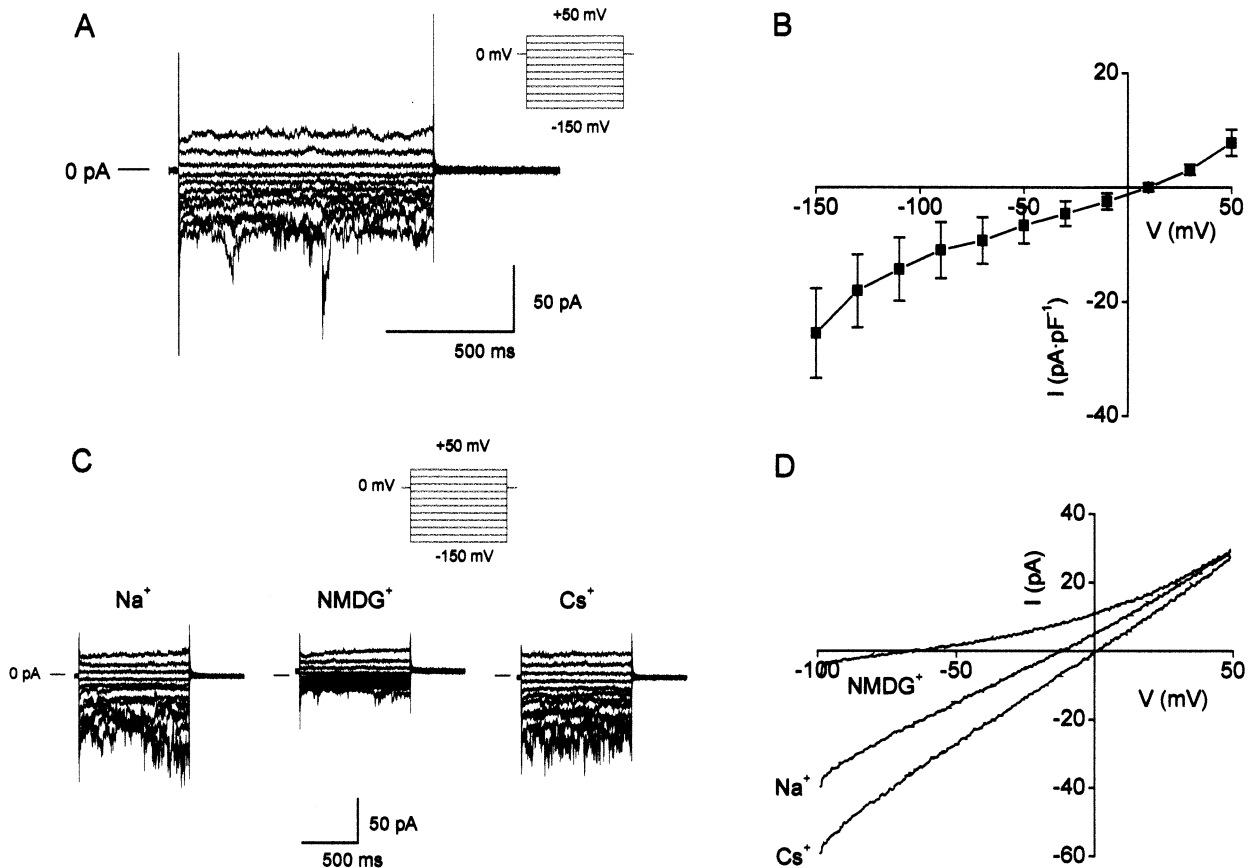 A
+50 mV
0 mV
-150 mV
0 pA
50 pA
500 ms
B
20
-150
-100
-50
50
V (mV)
-20
I (pA·pF⁻¹)
-40
C
+50 mV
0 mV
-150 mV
Na⁺
NMDG⁺
Cs⁺
0 pA
50 pA
500 ms
D
40
I (pA)
20
-100
-50
50
NMDG⁺
V (mV)
-20
Na⁺
-40
Cs⁺
-60